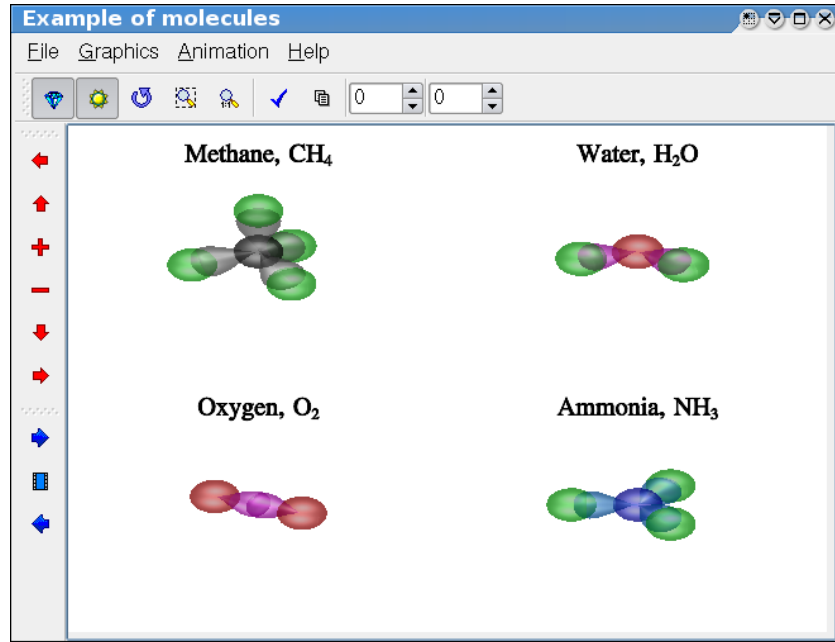 Example of molecules
File Graphics Animation Help
0 0
Methane, CH₄ Water, H₂O
Oxygen, O₂ Ammonia, NH₃